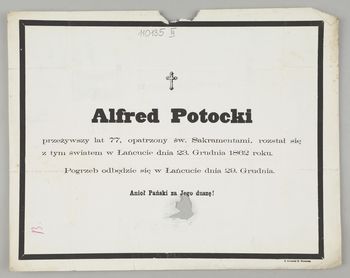 110135 II
Alfred Potocki
przeżywszy lat 77, opatrzony św. Sakramentami, rozstał się
z tym światem w Łańcucie dnia 23. Grudnia 1862 roku.
Pogrzeb odbędzie się w Łańcucie dnia 29. Grudnia.
Anioł Pański za Jego duszę!